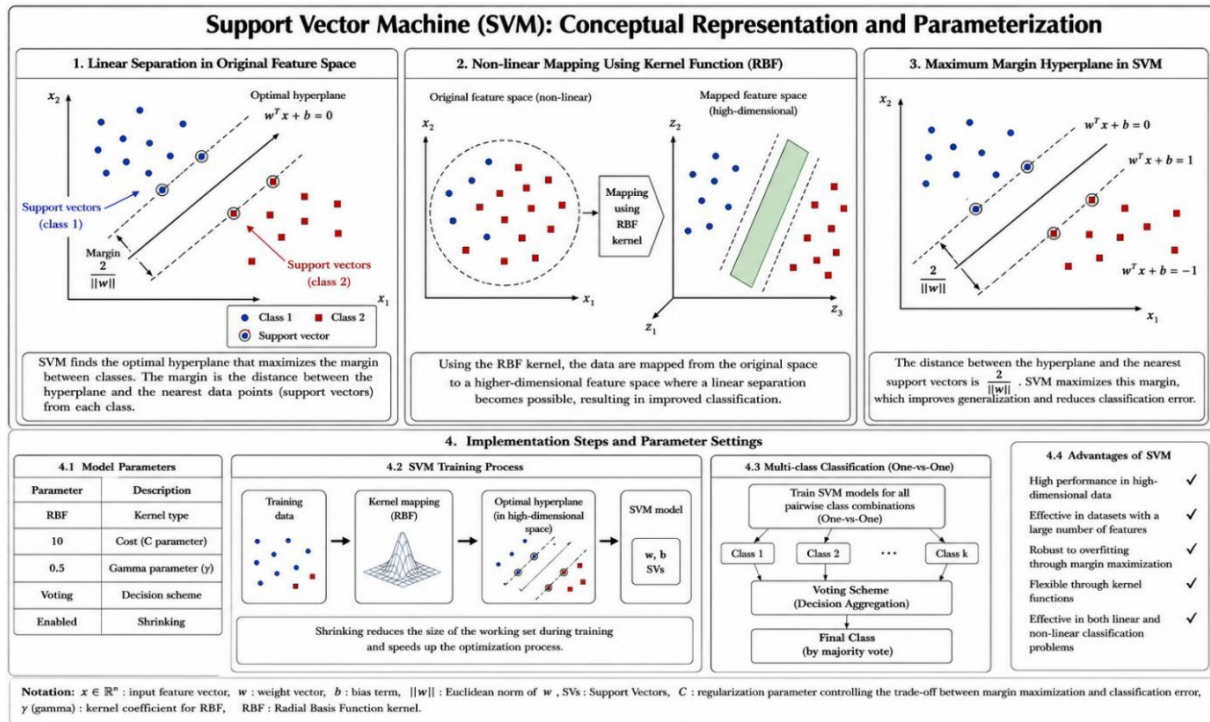 Support Vector Machine (SVM): Conceptual Representation and Parameterization
1. Linear Separation in Original Feature Space
x₂
Optimal hyperplane
wᵀx + b = 0
Support vectors
(class 1)
Margin
2
||w||
Support vectors
(class 2)
x₁
Class 1
Class 2
Support vector
SVM finds the optimal hyperplane that maximizes the margin
between classes. The margin is the distance between the
hyperplane and the nearest data points (support vectors)
from each class.
2. Non-linear Mapping Using Kernel Function (RBF)
Original feature space (non-linear)
x₂
x₁
Mapping
using
RBF
kernel
Mapped feature space
(high-dimensional)
z₂
z₁
z₃
Using the RBF kernel, the data are mapped from the original space
to a higher-dimensional feature space where a linear separation
becomes possible, resulting in improved classification.
3. Maximum Margin Hyperplane in SVM
x₂
wᵀx + b = 0
wᵀx + b = 1
wᵀx + b = −1
2
||w||
x₁
The distance between the hyperplane and the nearest
support vectors is 2/||w|| . SVM maximizes this margin,
which improves generalization and reduces classification error.
4. Implementation Steps and Parameter Settings
4.1 Model Parameters
Parameter Description
RBF Kernel type
10 Cost (C parameter)
0.5 Gamma parameter (γ)
Voting Decision scheme
Enabled Shrinking
4.2 SVM Training Process
Training
data
Kernel mapping
(RBF)
Optimal hyperplane
(in high-dimensional
space)
SVM model
w, b
SVs
Shrinking reduces the size of the working set during training
and speeds up the optimization process.
4.3 Multi-class Classification (One-vs-One)
Train SVM models for all
pairwise class combinations
(One-vs-One)
Class 1 Class 2 ··· Class k
Voting Scheme
(Decision Aggregation)
Final Class
(by majority vote)
4.4 Advantages of SVM
High performance in high-
dimensional data ✓
Effective in datasets with a
large number of features ✓
Robust to overfitting
through margin maximization ✓
Flexible through kernel
functions ✓
Effective in both linear and
non-linear classification
problems ✓
Notation: x ∈ ℝⁿ : input feature vector, w : weight vector, b : bias term, ||w|| : Euclidean norm of w , SVs : Support Vectors, C : regularization parameter controlling the trade-off between margin maximization and classification error,
γ (gamma) : kernel coefficient for RBF, RBF : Radial Basis Function kernel.